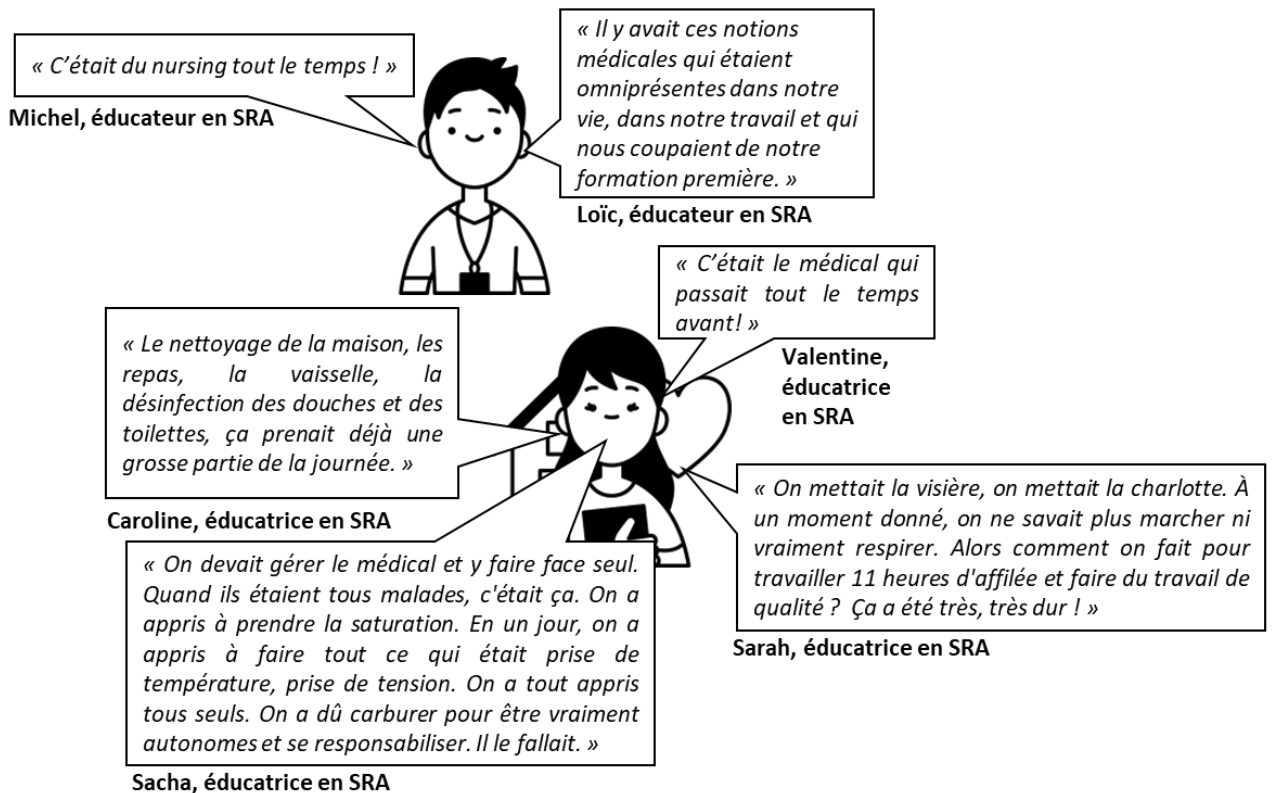 « C’était du nursing tout le temps ! »
Michel, éducateur en SRA
« Il y avait ces notions
médicales qui étaient
omniprésentes dans notre
vie, dans notre travail et qui
nous coupaient de notre
formation première. »
Loïc, éducateur en SRA
« C’était le médical qui
passait tout le temps
avant! »
Valentine,
éducatrice
en SRA
« Le nettoyage de la maison, les
repas, la vaisselle, la
désinfection des douches et des
toilettes, ça prenait déjà une
grosse partie de la journée. »
Caroline, éducatrice en SRA
« On mettait la visière, on mettait la charlotte. À
un moment donné, on ne savait plus marcher ni
vraiment respirer. Alors comment on fait pour
travailler 11 heures d'affilée et faire du travail de
qualité ? Ça a été très, très dur ! »
Sarah, éducatrice en SRA
« On devait gérer le médical et y faire face seul.
Quand ils étaient tous malades, c'était ça. On a
appris à prendre la saturation. En un jour, on a
appris à faire tout ce qui était prise de
température, prise de tension. On a tout appris
tous seuls. On a dû carburer pour être vraiment
autonomes et se responsabiliser. Il le fallait. »
Sacha, éducatrice en SRA